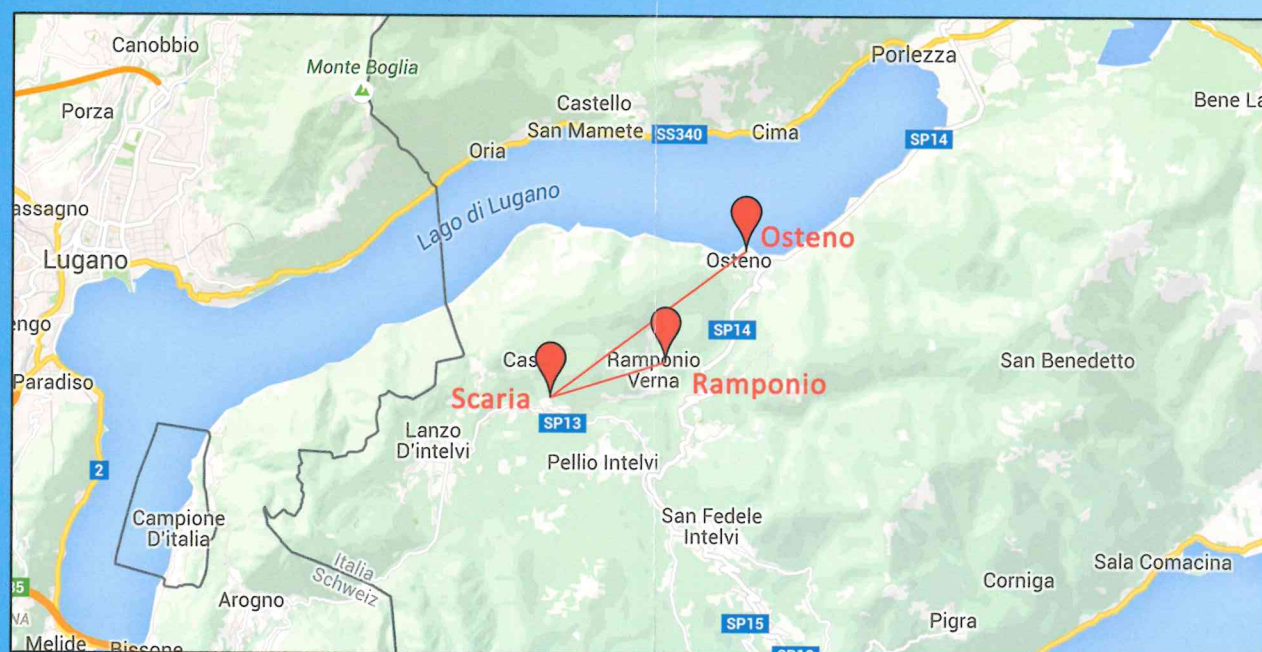 Canobbio
Monte Boglia
Porlezza
Porza
Castello
San Mamete
SS340
Cima
Bene La
SP14
Oria
assagno
Lago di Lugano
Osteno
Lugano
Osteno
engo
SP14
Paradiso
Cas
Ramponio
Verna
Ramponio
San Benedetto
Scaria
SP13
Lanzo
D'intelvi
Pellio Intelvi
2
Campione
D'italia
San Fedele
Intelvi
Italia
Schweiz
Sala Comacina
Corniga
Arogno
Pigra
SP15
Melide
Bissone